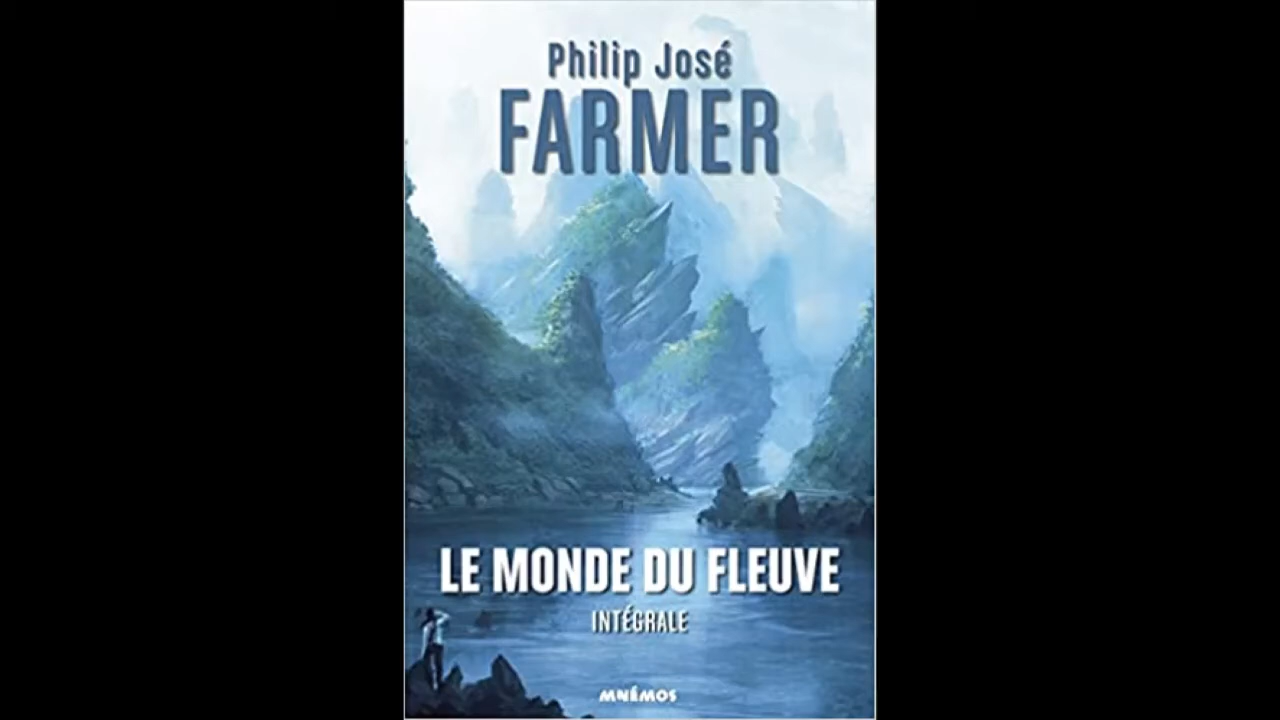 Philip José
FARMER
LE MONDE DU FLEUVE
INTÉGRALE
MNÉMOS